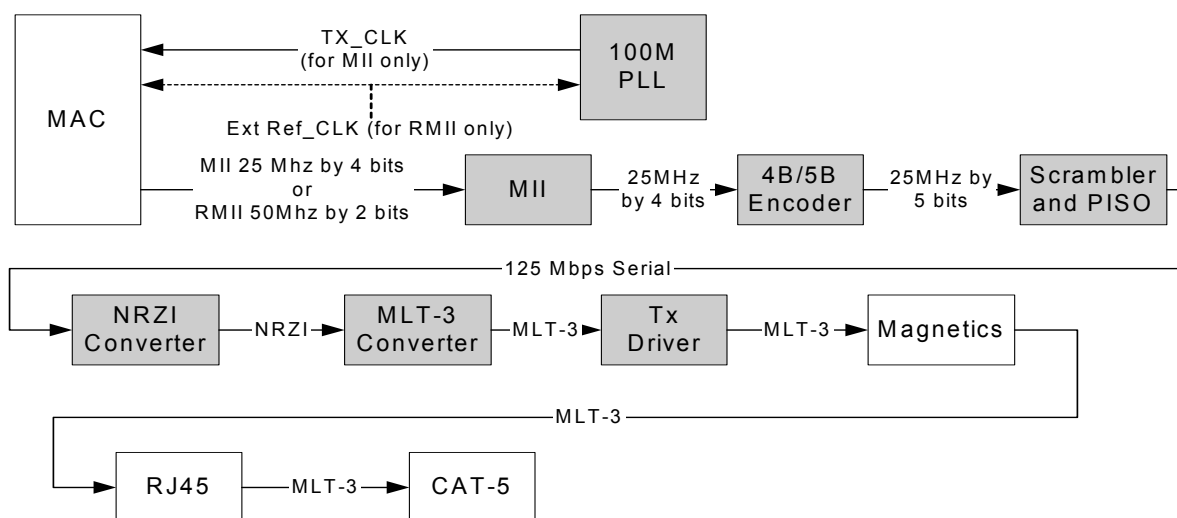 TX_CLK
(for MII only)
100M
PLL
MAC
Ext Ref_CLK (for RMII only)
MII 25 Mhz by 4 bits
or
RMII 50Mhz by 2 bits
MII
25MHz
by 4 bits
4B/5B
Encoder
25MHz by
5 bits
Scrambler
and PISO
125 Mbps Serial
NRZI
Converter
NRZI
MLT-3
Converter
MLT-3
Tx
Driver
MLT-3
Magnetics
MLT-3
RJ45
MLT-3
CAT-5